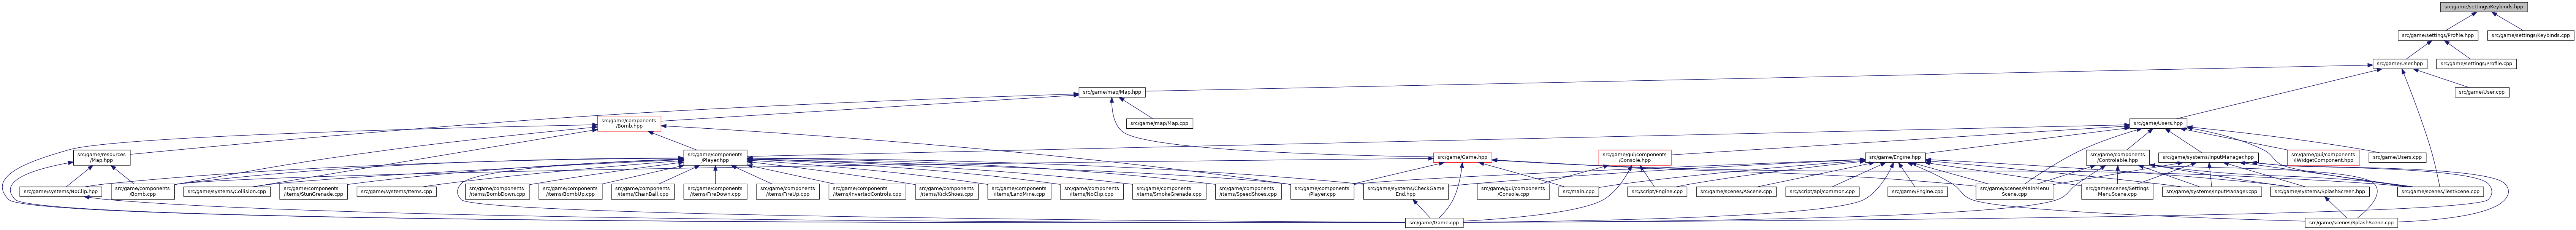 src/game/settings/Keybinds.hpp
src/game/settings/Profile.hpp
src/game/settings/Keybinds.cpp
src/game/User.hpp
src/game/settings/Profile.cpp
src/game/map/Map.hpp
src/game/User.cpp
src/game/components
/Bomb.hpp
src/game/map/Map.cpp
src/game/Users.hpp
src/game/resources
/Map.hpp
src/game/components
/Player.hpp
src/game/Game.hpp
src/game/gui/components
/Console.hpp
src/game/Engine.hpp
src/game/components
/Controlable.hpp
src/game/systems/InputManager.hpp
src/game/gui/components
/IWidgetComponent.hpp
src/game/Users.cpp
src/game/systems/NoClip.hpp
src/game/components
/Bomb.cpp
src/game/systems/Collision.cpp
src/game/components
/items/StunGrenade.cpp
src/game/systems/Items.cpp
src/game/components
/items/BombDown.cpp
src/game/components
/items/BombUp.cpp
src/game/components
/items/ChainBall.cpp
src/game/components
/items/FireDown.cpp
src/game/components
/items/FireUp.cpp
src/game/components
/items/InvertedControls.cpp
src/game/components
/items/KickShoes.cpp
src/game/components
/items/LandMine.cpp
src/game/components
/items/NoClip.cpp
src/game/components
/items/SmokeGrenade.cpp
src/game/components
/items/SpeedShoes.cpp
src/game/components
/Player.cpp
src/game/systems/CheckGame
End.hpp
src/game/gui/components
/Console.cpp
src/main.cpp
src/script/Engine.cpp
src/game/scenes/AScene.cpp
src/script/api/common.cpp
src/game/Engine.cpp
src/game/scenes/MainMenu
Scene.cpp
src/game/scenes/Settings
MenuScene.cpp
src/game/systems/InputManager.cpp
src/game/systems/SplashScreen.hpp
src/game/scenes/TestScene.cpp
src/game/Game.cpp
src/game/scenes/SplashScene.cpp